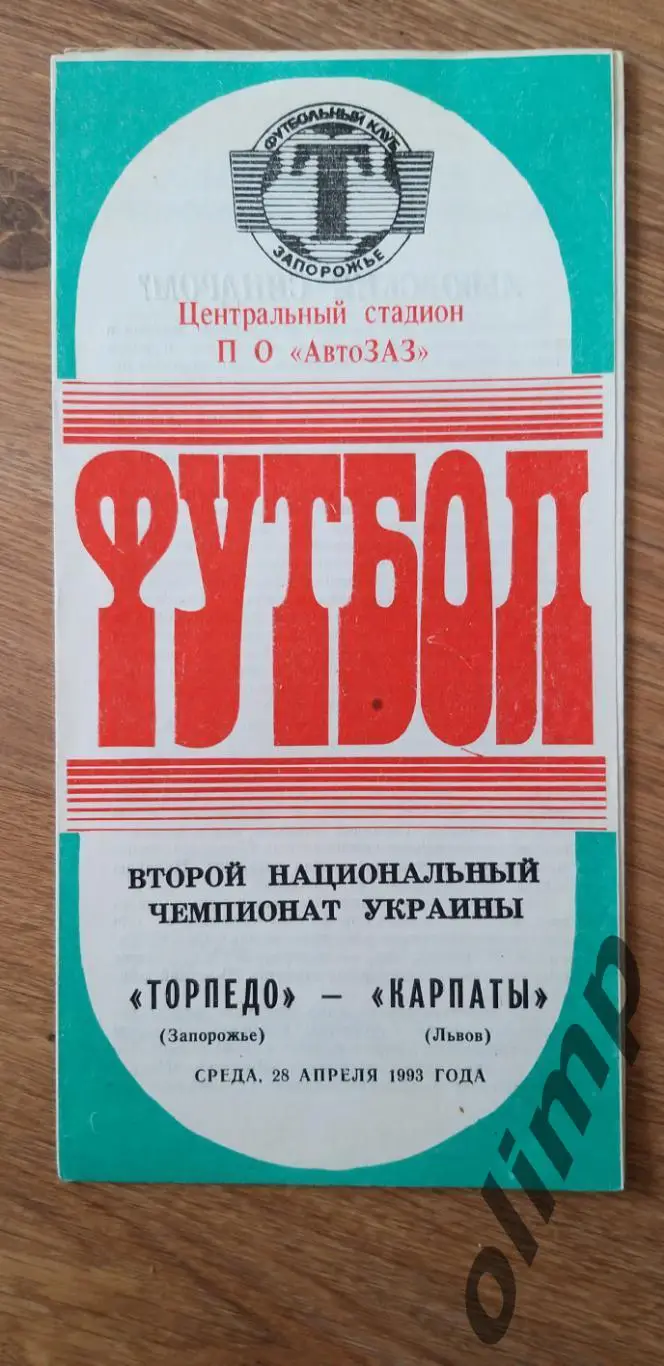 ФУТБОЛЬНЫЙ КЛУБ
Т
ЗАПОРОЖЬЕ
Центральный стадион
П О «АвтоЗАЗ»
ФУТБОЛ
ВТОРОЙ НАЦИОНАЛЬНЫЙ
ЧЕМПИОНАТ УКРАИНЫ
«ТОРПЕДО» — «КАРПАТЫ»
(Запорожье) (Львов)
СРЕДА, 28 АПРЕЛЯ 1993 ГОДА
olimp